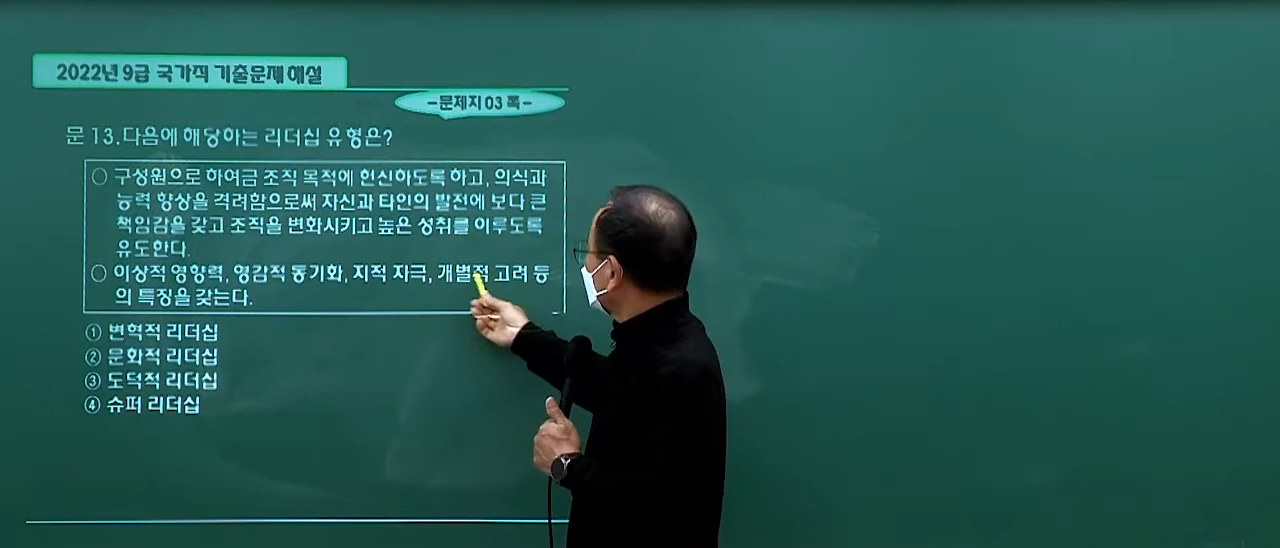 2022년 9급 국가직 기출문제 해설
-문제지 03 쪽-
문 13.다음에 해당하는 리더십 유형은?
○ 구성원으로 하여금 조직 목적에 헌신하도록 하고, 의식과
능력 향상을 격려함으로써 자신과 타인의 발전에 보다 큰
책임감을 갖고 조직을 변화시키고 높은 성취를 이루도록
유도한다.
○ 이상적 영향력, 영감적 동기화, 지적 자극, 개별적 고려 등
의 특징을 갖는다.
① 변혁적 리더십
② 문화적 리더십
③ 도덕적 리더십
④ 슈퍼 리더십